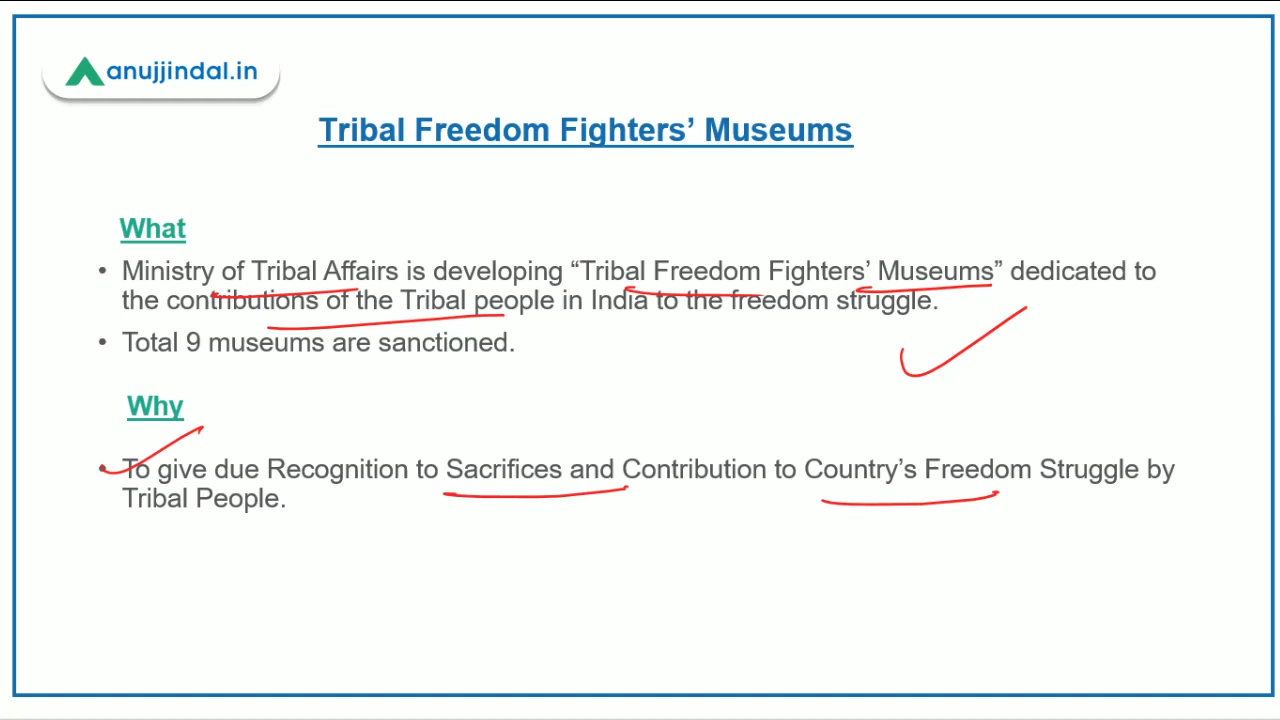 anujjindal.in
Tribal Freedom Fighters’ Museums
What
• Ministry of Tribal Affairs is developing “Tribal Freedom Fighters’ Museums” dedicated to
the contributions of the Tribal people in India to the freedom struggle.
• Total 9 museums are sanctioned.
Why
• To give due Recognition to Sacrifices and Contribution to Country’s Freedom Struggle by
Tribal People.